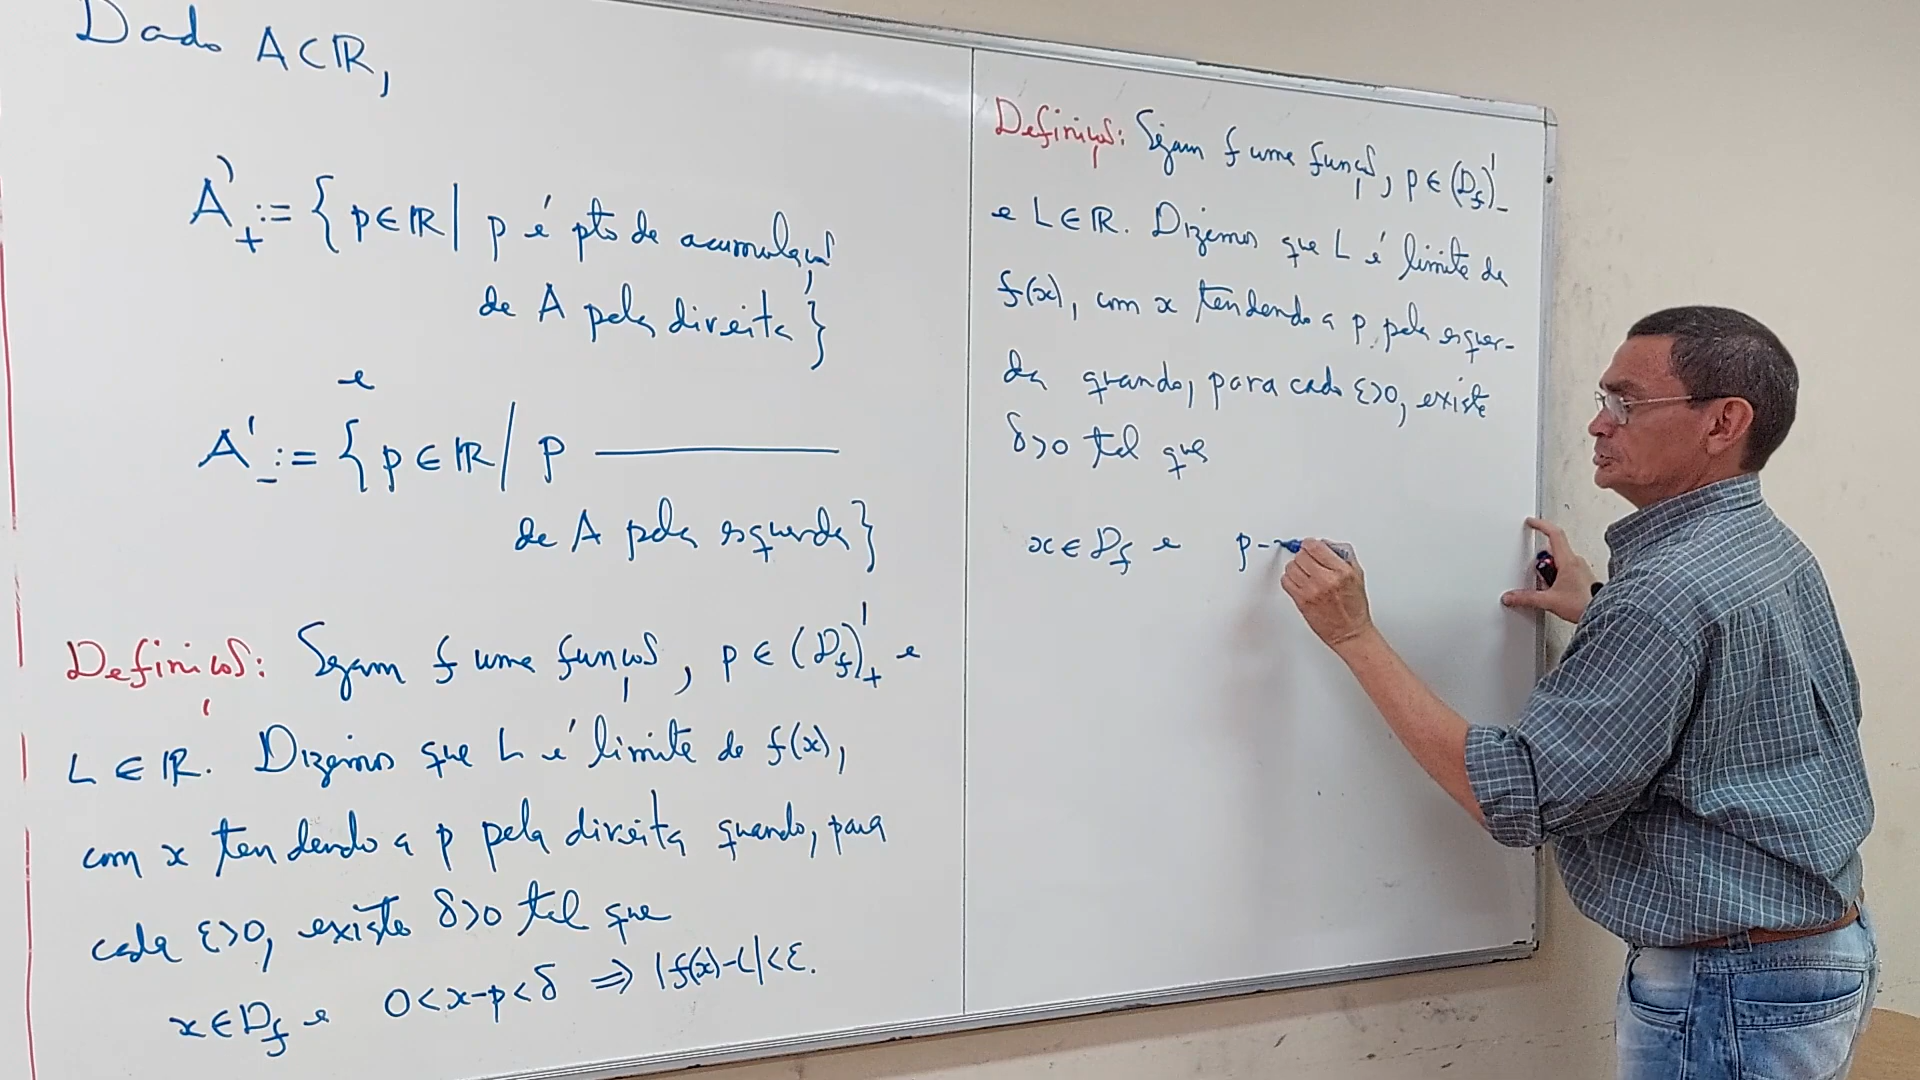 Dado A⊂ℝ,
A'₊ := {p∈ℝ | p é pto de acumulação
de A pela direita}
e
A'₋ := {p∈ℝ / p ————
de A pela esquerda}
Definição: Sejam f uma função, p ∈ (D_f)'₊ e
L ∈ ℝ. Dizemos que L é limite de f(x),
com x tendendo a p pela direita quando, para
cada ε>0, existe δ>0 tal que
x∈D_f e 0<x-p<δ ⇒ |f(x)-L|<ε.
Definição: Sejam f uma função, p∈(D_f)'₋
e L∈ℝ. Dizemos que L é limite de
f(x), com x tendendo a p pela esquer-
da quando, para cada ε>0, existe
δ>0 tal que
x∈D_f e p-